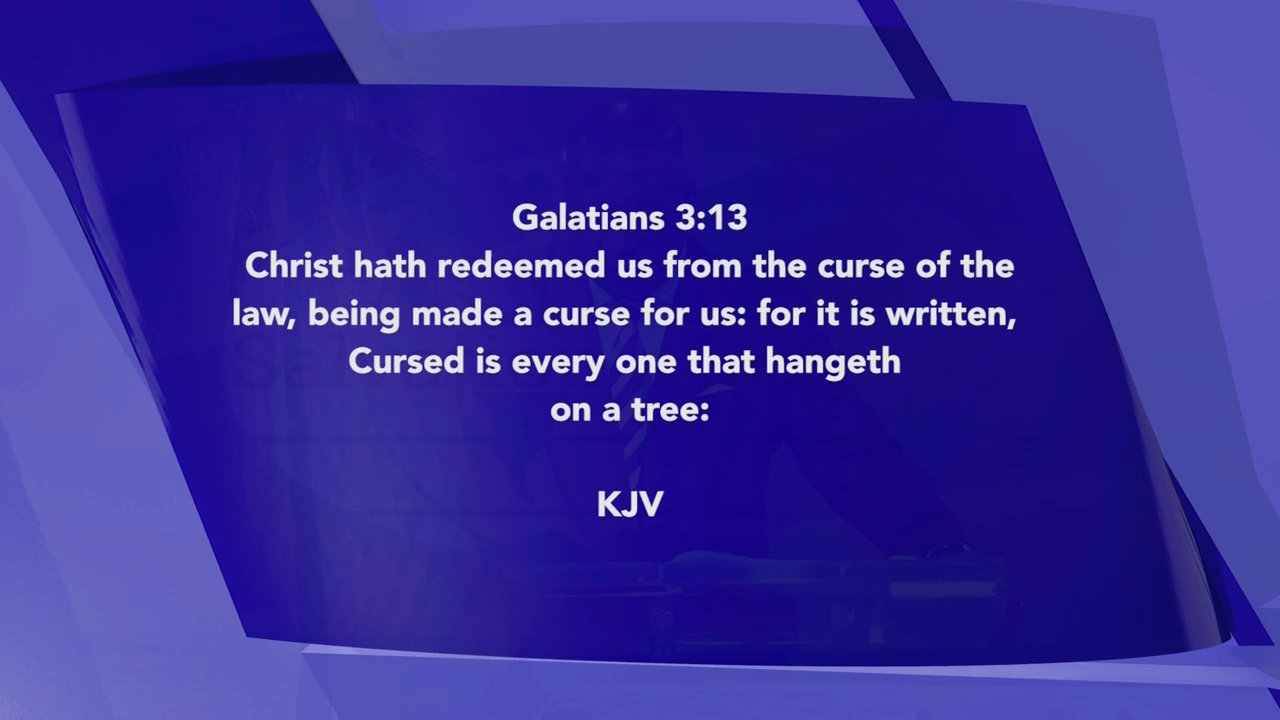 Galatians 3:13
Christ hath redeemed us from the curse of the
law, being made a curse for us: for it is written,
Cursed is every one that hangeth
on a tree:
KJV